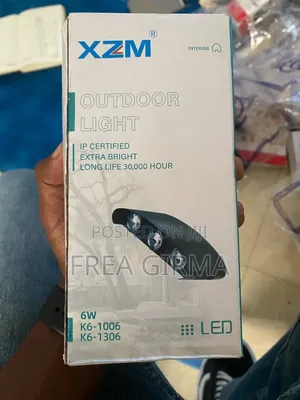 XZM®
INTERIOR
OUTDOOR
LIGHT
IP CERTIFIED
EXTRA BRIGHT
LONG LIFE 30,000 HOUR
POSTED ON JIJI
FREA GIRMA
6W
K6-1006
K6-1306
LED